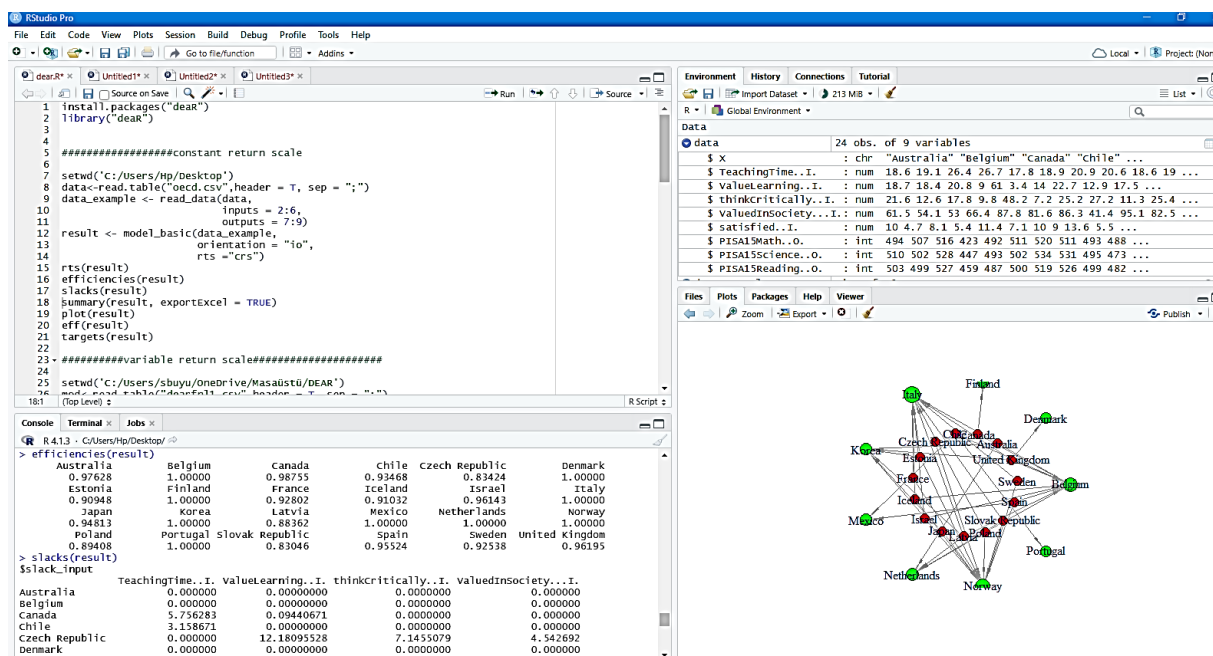 RStudio Pro
File Edit Code View Plots Session Build Debug Profile Tools Help
Go to file/function Addins Local Project: (Non
dear.R* Untitled1* Untitled2* Untitled3*
Source on Save Run Source
1 install.packages("deaR")
2 library("deaR")
3
4
5 ##################constant return scale
6
7 setwd('C:/Users/Hp/Desktop')
8 data<-read.table("oecd.csv",header = T, sep = ";")
9 data_example <- read_data(data,
10 inputs = 2:6,
11 outputs = 7:9)
12 result <- model_basic(data_example,
13 orientation = "io",
14 rts ="crs")
15 rts(result)
16 efficiencies(result)
17 slacks(result)
18 summary(result, exportExcel = TRUE)
19 plot(result)
20 eff(result)
21 targets(result)
22
23 ##########variable return scale#####################
24
25 setwd('C:/Users/sbuyu/OneDrive/Masaüstü/DEAR')
18:1 (Top Level) R Script
Console Terminal Jobs
R 4.1.3 · C:/Users/Hp/Desktop/
> efficiencies(result)
Australia Belgium Canada Chile Czech Republic Denmark
0.97628 1.00000 0.98755 0.93468 0.83424 1.00000
Estonia Finland France Iceland Israel Italy
0.90948 1.00000 0.92802 0.91032 0.96143 1.0000
Japan Korea Latvia Mexico Netherlands Norway
0.94813 1.00000 0.88362 1.00000 1.00000 1.00000
Poland Portugal Slovak Republic Spain Sweden United Kingdom
0.89408 1.00000 0.83046 0.95524 0.92538 0.96195
> slacks(result)
$slack_input
TeachingTime..I. ValueLearning..I. thinkCritically..I. ValuedInSociety...I.
Australia 0.000000 0.00000000 0.0000000 0.000000
Belgium 0.000000 0.00000000 0.0000000 0.000000
Canada 5.756283 0.09440671 0.0000000 0.000000
Chile 3.158671 0.00000000 0.0000000 0.000000
Czech Republic 0.000000 12.18095528 7.1455079 4.542692
Denmark 0.000000 0.00000000 0.0000000 0.000000
Environment History Connections Tutorial
Import Dataset 213 MiB List
R Global Environment
Data
data 24 obs. of 9 variables
$ X : chr "Australia" "Belgium" "Canada" "Chile" ...
$ TeachingTime..I. : num 18.6 19.1 26.4 26.7 17.8 18.9 20.9 20.6 18.6 19 ...
$ ValueLearning..I. : num 18.7 18.4 20.8 9 61 3.4 14 22.7 12.9 17.5 ...
$ thinkCritically..I. : num 21.6 12.6 17.8 9.8 48.2 7.2 25.2 27.2 11.3 25.4 ...
$ ValuedInSociety...I.: num 61.5 54.1 53 66.4 87.8 81.6 86.3 41.4 95.1 82.5 ...
$ satisfied..I. : num 10 4.7 8.1 5.4 11.4 7.1 10 9 13.6 5.5 ...
$ PISA15Math..O. : int 494 507 516 423 492 511 520 511 493 488 ...
$ PISA15Science..O. : int 510 502 528 447 493 502 534 531 495 473 ...
$ PISA15Reading..O. : int 503 499 527 459 487 500 519 526 499 482 ...
Files Plots Packages Help Viewer
Zoom Export Publish
Finland
Italy
Denmark
Canada
Czech Republic Australia
Korea
Estonia United Kingdom
France Sweden Belgium
Iceland Spain
Mexico Israel Slovak Republic
Japan Latvia Poland
Portugal
Netherlands
Norway